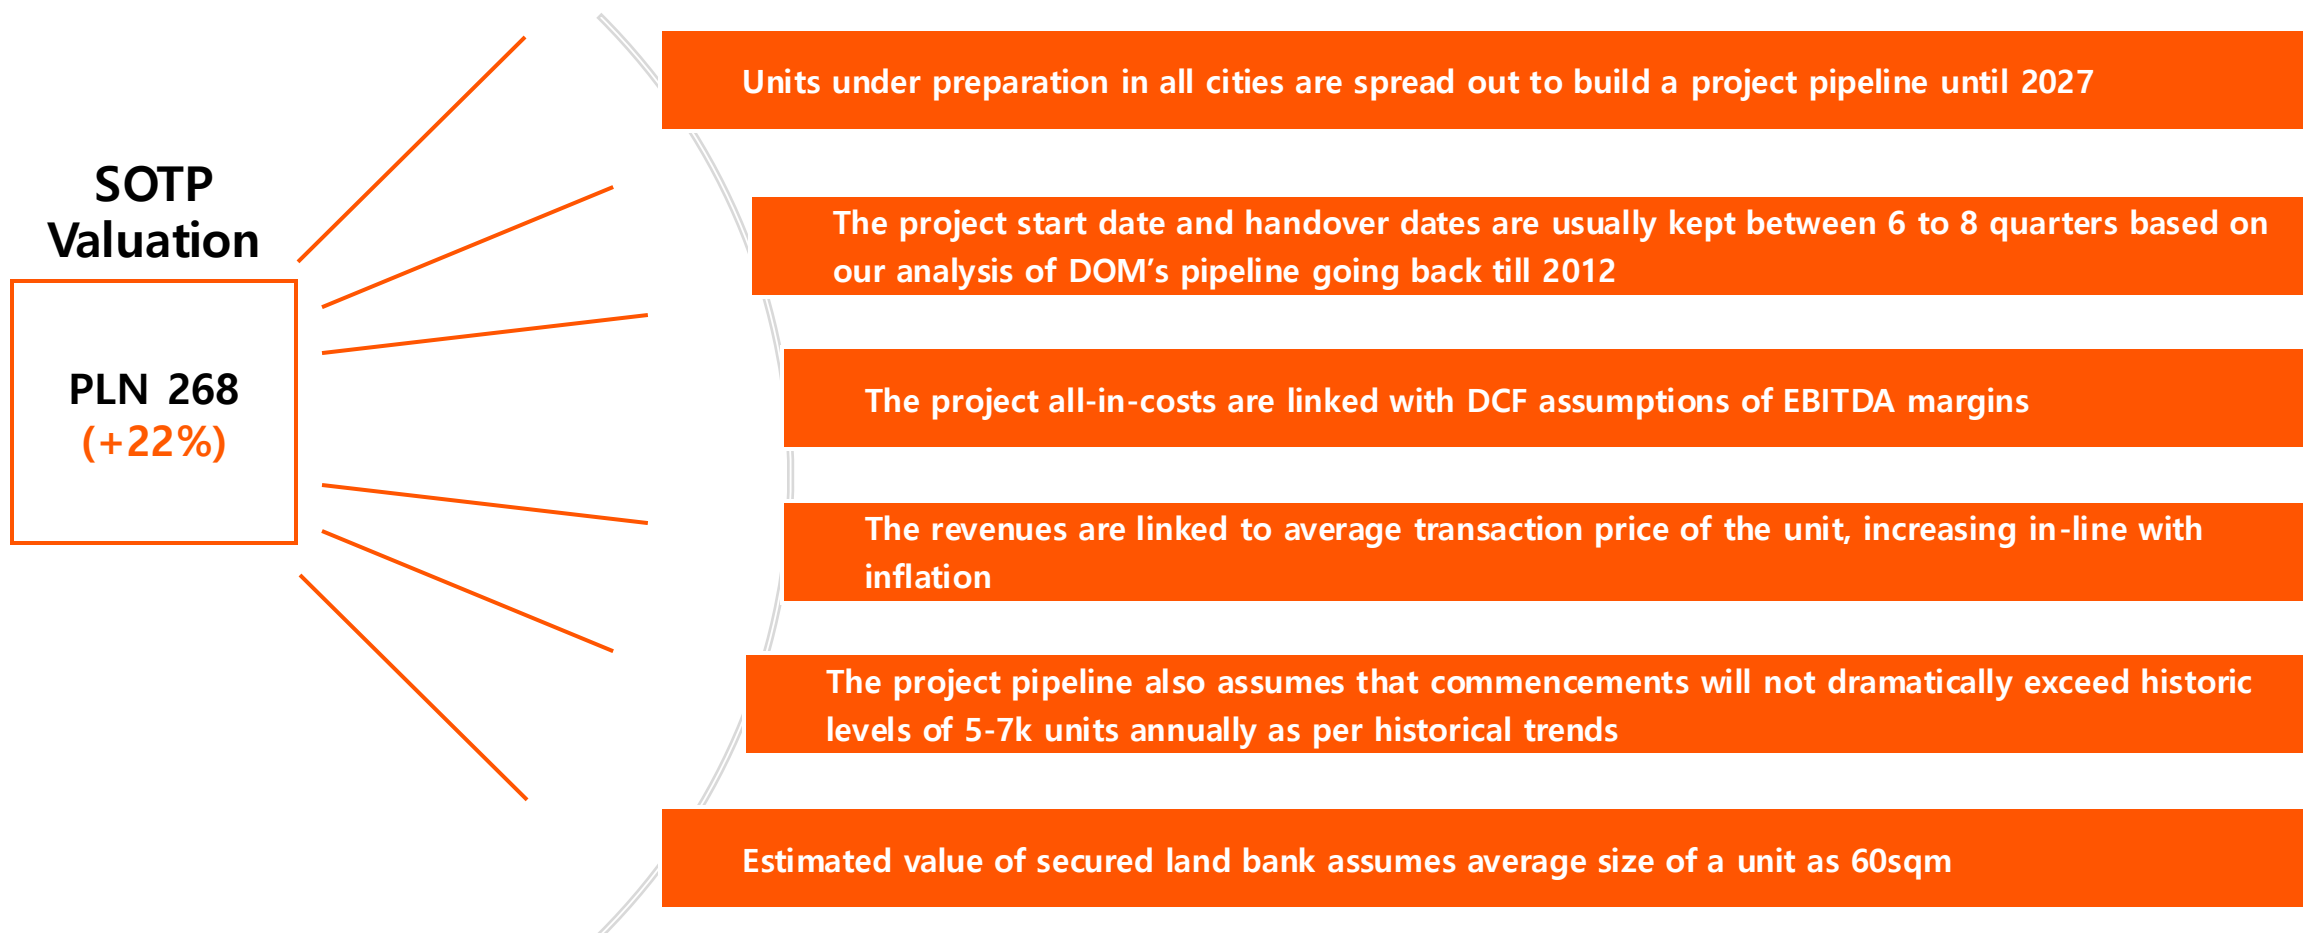 SOTP
Valuation
PLN 268
(+22%)
Units under preparation in all cities are spread out to build a project pipeline until 2027
The project start date and handover dates are usually kept between 6 to 8 quarters based on
our analysis of DOM’s pipeline going back till 2012
The project all-in-costs are linked with DCF assumptions of EBITDA margins
The revenues are linked to average transaction price of the unit, increasing in-line with
inflation
The project pipeline also assumes that commencements will not dramatically exceed historic
levels of 5-7k units annually as per historical trends
Estimated value of secured land bank assumes average size of a unit as 60sqm